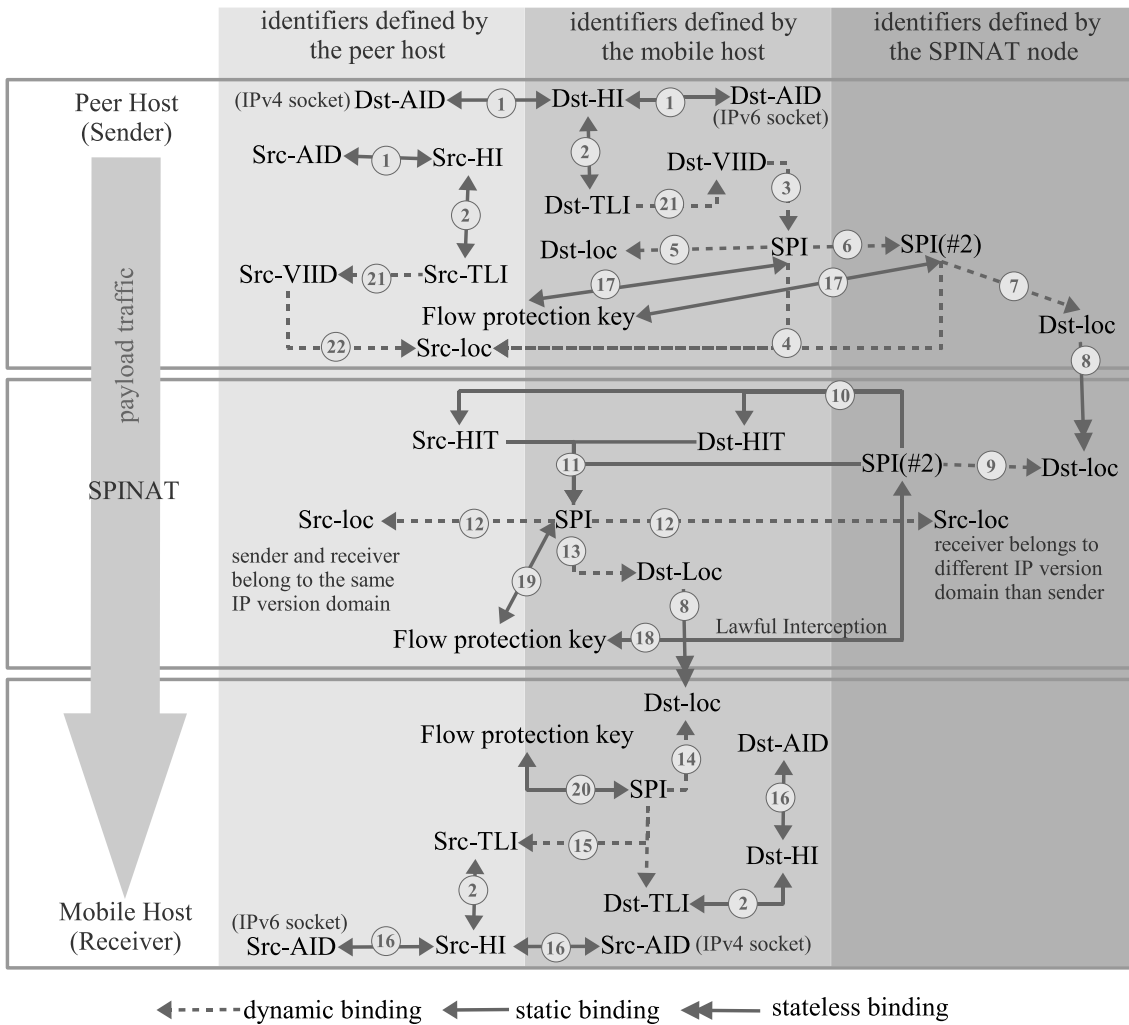 identifiers defined by
the peer host
identifiers defined by
the mobile host
identifiers defined by
the SPINAT node
Peer Host
(Sender)
(IPv4 socket) Dst-AID 1 Dst-HI 1 Dst-AID
(IPv6 socket)
Src-AID 1 Src-HI
2
Dst-VIID 3
2
Dst-TLI 21
Dst-loc 5 SPI 6 SPI(#2)
Src-VIID 21 Src-TLI
17
17
7
Flow protection key
Dst-loc
22 Src-loc 4
8
payload traffic
10
Src-HIT Dst-HIT
11
SPI(#2) 9 Dst-loc
SPINAT
Src-loc 12 SPI 12 Src-loc
sender and receiver
belong to the same
IP version domain
13
19
Dst-Loc
receiver belongs to
different IP version
domain than sender
8
Flow protection key 18 Lawful Interception
Dst-loc
Flow protection key
14
Dst-AID
20 SPI
16
Src-TLI 15
Dst-HI
2
Dst-TLI 2
Mobile Host
(Receiver)
(IPv6 socket)
Src-AID 16 Src-HI 16 Src-AID (IPv4 socket)
dynamic binding static binding stateless binding